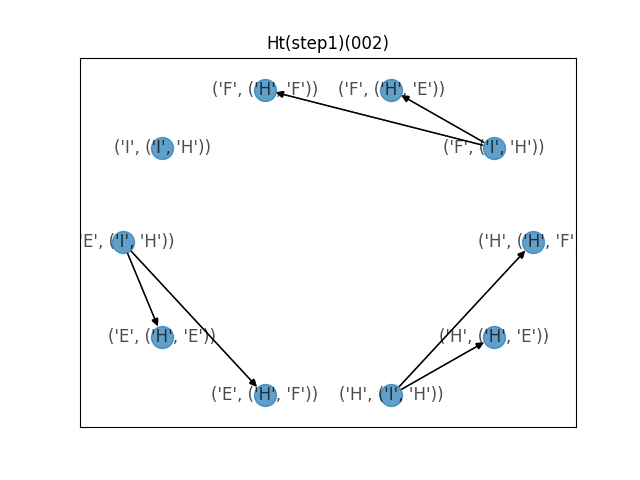 Ht(step1)(002)
('F', ('H', 'F')) ('F', ('H', 'E'))
('I', ('I', 'H')) ('F', ('I', 'H'))
'E', ('I', 'H')) ('H', ('H', 'F'
('E', ('H', 'E')) ('H', ('H', 'E'))
('E', ('H', 'F')) ('H', ('I', 'H'))